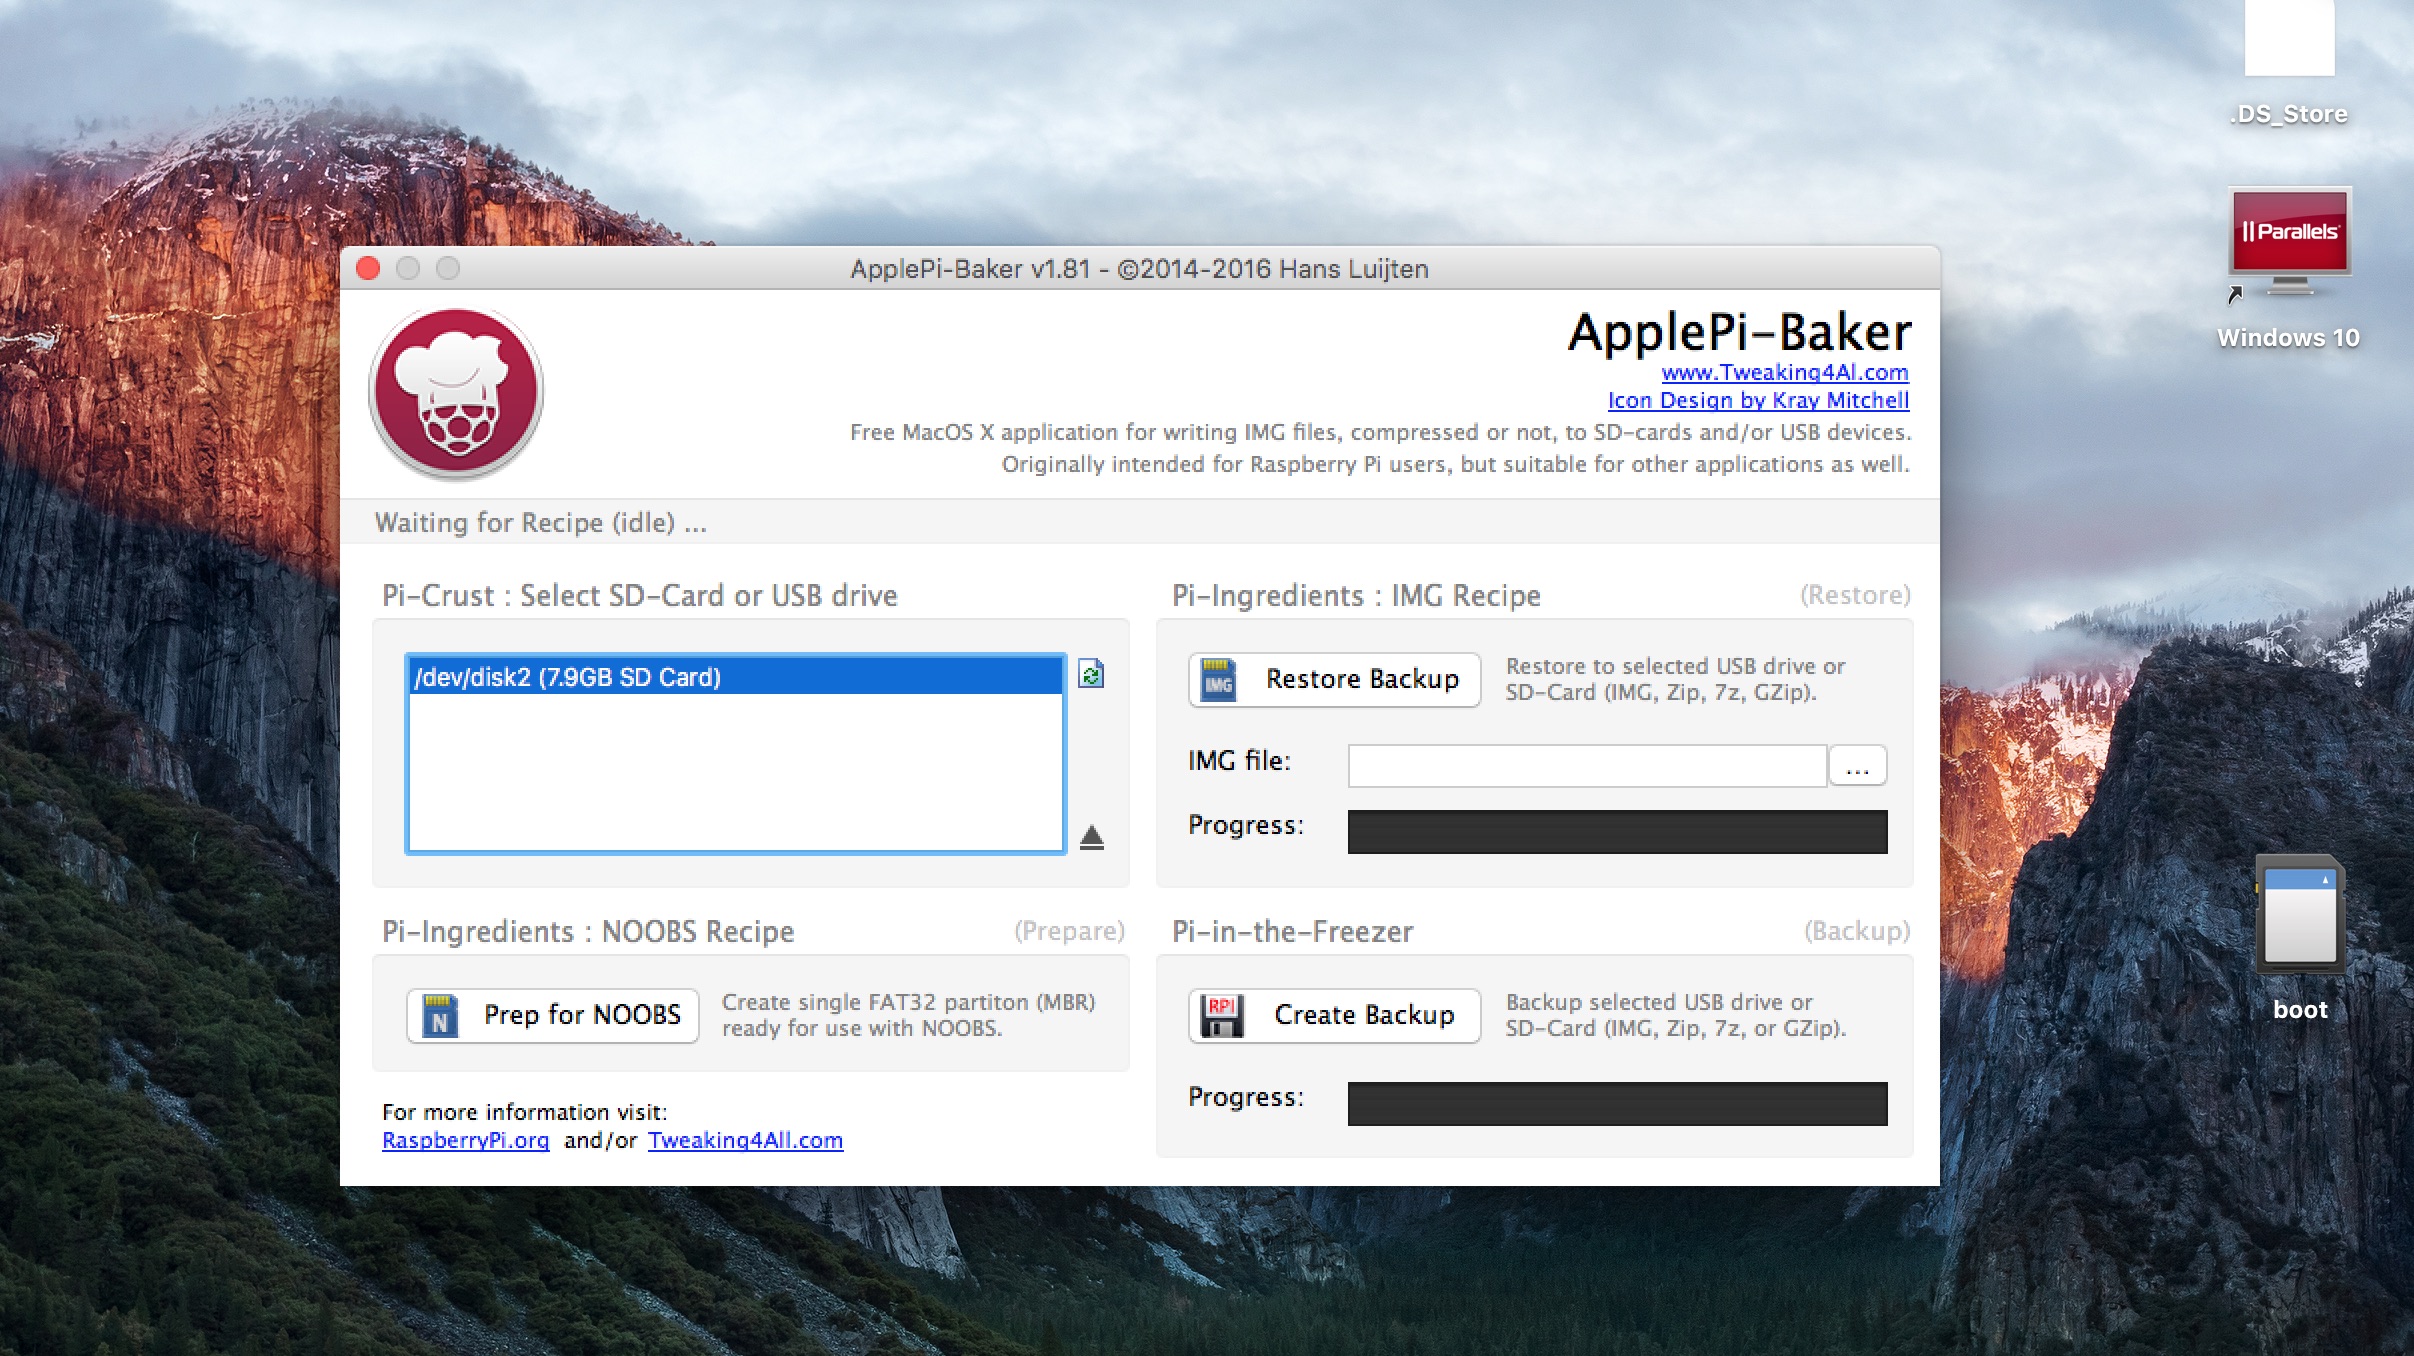 .DS_Store
|| Parallels
Windows 10
ApplePi-Baker v1.81 - ©2014-2016 Hans Luijten
ApplePi-Baker
www.Tweaking4Al.com
Icon Design by Kray Mitchell
Free MacOS X application for writing IMG files, compressed or not, to SD-cards and/or USB devices.
Originally intended for Raspberry Pi users, but suitable for other applications as well.
Waiting for Recipe (idle) ...
Pi-Crust : Select SD-Card or USB drive
/dev/disk2 (7.9GB SD Card)
Pi-Ingredients : IMG Recipe (Restore)
IMG
Restore Backup
Restore to selected USB drive or
SD-Card (IMG, Zip, 7z, GZip).
IMG file:
...
Progress:
Pi-Ingredients : NOOBS Recipe (Prepare)
N
Prep for NOOBS
Create single FAT32 partiton (MBR)
ready for use with NOOBS.
Pi-in-the-Freezer (Backup)
RPI
Create Backup
Backup selected USB drive or
SD-Card (IMG, Zip, 7z, or GZip).
Progress:
For more information visit:
RaspberryPi.org and/or Tweaking4All.com
boot